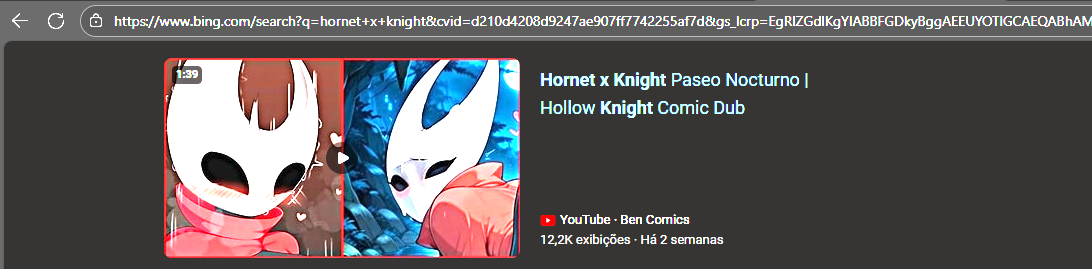 https://www.bing.com/search?q=hornet+x+knight&cvid=d210d4208d9247ae907ff7742255af7d&gs_lcrp=EgRlZGdlKgYIABBFGDkyBggAEEUYOTIGCAEQABhAM
1:39
Hornet x Knight Paseo Nocturno |
Hollow Knight Comic Dub
YouTube · Ben Comics
12,2K exibições · Há 2 semanas